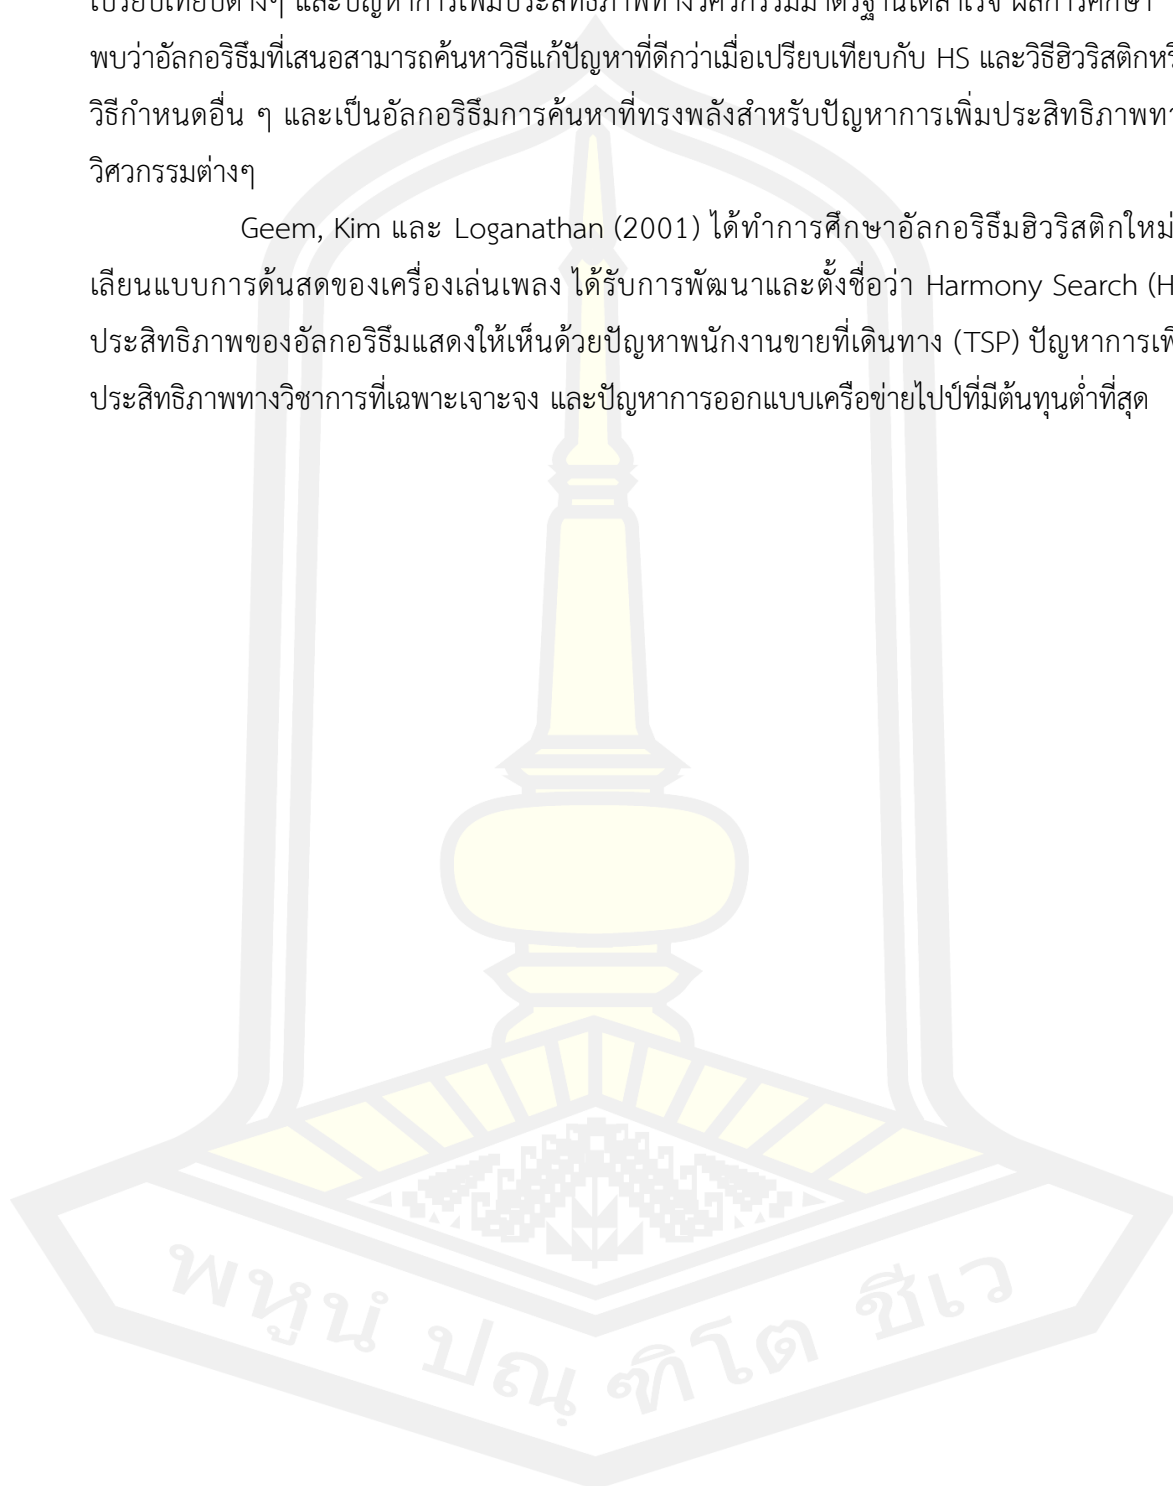 เปรียบเทียบต่างๆ และปัญหาการเพิ่มประสิทธิภาพทางวิศวกรรมมาตรฐานได้สำเร็จ ผลการศึกษา
พบว่าอัลกอริธึมที่เสนอสามารถค้นหาวิธีแก้ปัญหาที่ดีกว่าเมื่อเปรียบเทียบกับ HS และวิธีฮิวริสติกหรื
วิธีกำหนดอื่น ๆ และเป็นอัลกอริธึมการค้นหาที่ทรงพลังสำหรับปัญหาการเพิ่มประสิทธิภาพทา
วิศวกรรมต่างๆ
Geem, Kim และ Loganathan (2001) ได้ทำการศึกษาอัลกอริธึมฮิวริสติกใหม่
เลียนแบบการด้นสดของเครื่องเล่นเพลง ได้รับการพัฒนาและตั้งชื่อว่า Harmony Search (H
ประสิทธิภาพของอัลกอริธึมแสดงให้เห็นด้วยปัญหาพนักงานขายที่เดินทาง (TSP) ปัญหาการเพิ
ประสิทธิภาพทางวิชาการที่เฉพาะเจาะจง และปัญหาการออกแบบเครือข่ายไปป์ที่มีต้นทุนต่ำที่สุด
พหูนํ ปณฺฑิโต ชีเว